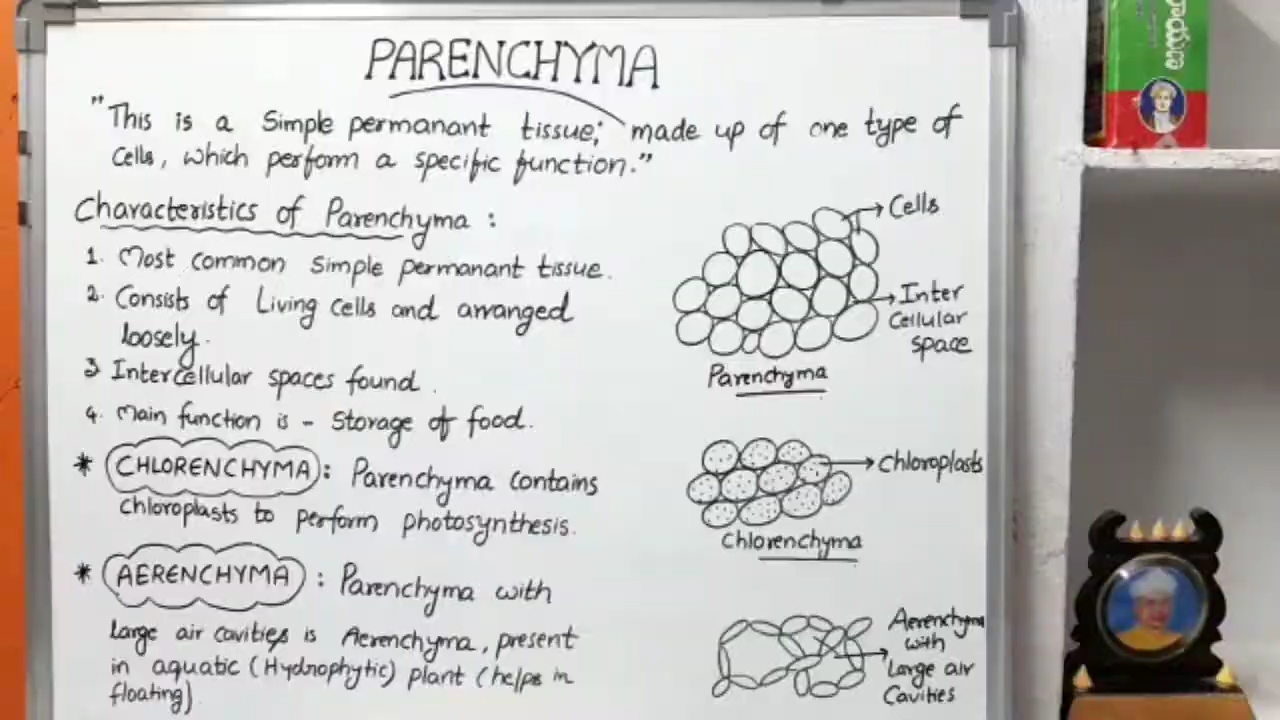 PARENCHYMA
"This is a Simple permanant tissue; made up of one type of
Cells, which perform a specific function."
Characteristics of Parenchyma :
1. Most common Simple permanant tissue.
2. Consists of Living cells and arranged
loosely.
3 Intercellular spaces found.
4. Main function is - Storage of food.
* CHLORENCHYMA : Parenchyma contains
chloroplasts to perform photosynthesis.
* AERENCHYMA : Parenchyma with
Large air cavities is Aerenchyma, present
in aquatic (Hydrophytic) plant (helps in
floating)
Cells
Inter
Cellular
space
Parenchyma
Chloroplasts
Chlorenchyma
Aerenchyma
with
Large air
Cavities